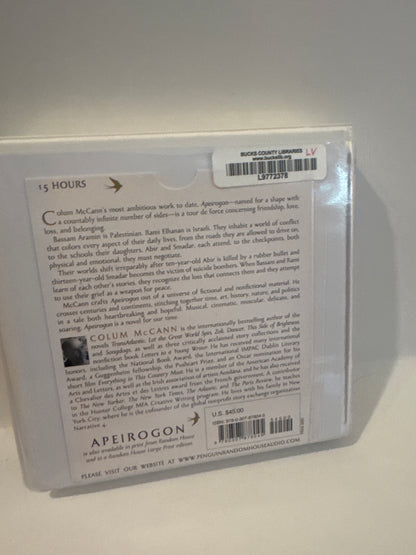 BUCKS COUNTY LIBRARIES LV
www.buckslib.org
L9772378
15 HOURS
Colum McCann's most ambitious work to date, Apeirogon—named for a shape with
a countably infinite number of sides—is a tour de force concerning friendship, love,
loss, and belonging.
Bassam Aramin is Palestinian. Rami Elhanan is Israeli. They inhabit a world of conflict
that colors every aspect of their daily lives, from the roads they are allowed to drive on,
to the schools their daughters, Abir and Smadar, each attend, to the checkpoints, both
physical and emotional, they must negotiate.
Their worlds shift irreparably after ten-year-old Abir is killed by a rubber bullet and
thirteen-year-old Smadar becomes the victim of suicide bombers. When Bassam and Rami
learn of each other's stories, they recognize the loss that connects them and they attempt
to use their grief as a weapon for peace.
McCann crafts Apeirogon out of a universe of fictional and nonfictional material. He
crosses centuries and continents, stitching together time, art, history, nature, and politics
in a tale both heartbreaking and hopeful. Musical, cinematic, muscular, delicate, and
soaring, Apeirogon is a novel for our time.
COLUM McCANN is the internationally bestselling author of the
novels TransAtlantic, Let the Great World Spin, Zoli, Dancer, This Side of Brightness
and Songdogs, as well as three critically acclaimed story collections and the
nonfiction book Letters to a Young Writer. He has received many international
honors, including the National Book Award, the International IMPAC Dublin Literary
Award, a Guggenheim Fellowship, the Pushcart Prize, and an Oscar nomination for his
short film Everything in This Country Must. He is a member of the American Academy of
Arts and Letters, as well as the Irish association of artists Aosdána, and he has also received
a Chevalier des Artes et des Lettres award from the French government. A contributor
to The New Yorker, The New York Times, The Atlantic, and The Paris Review, he teaches
in the Hunter College MFA Creative Writing program. He lives with his family in New
York City, where he is the cofounder of the global nonprofit story exchange organization
Narrative 4.
APEIROGON
is also available in print from Random House
and in a Random House Large Print edition.
U.S. $45.00
PLEASE VISIT OUR WEBSITE AT WWW.PENGUINRANDOMHOUSEAUDIO.COM